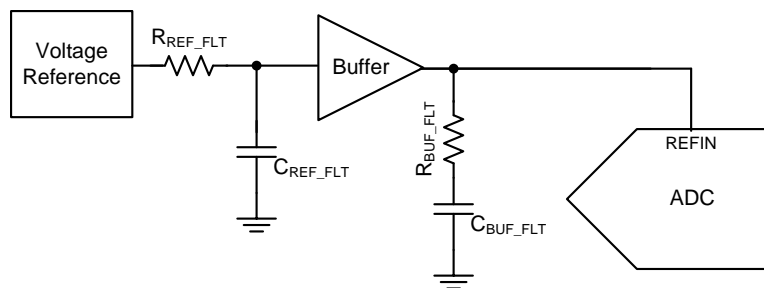 Voltage
Reference
R_REF_FLT
C_REF_FLT
Buffer
R_BUF_FLT
C_BUF_FLT
REFIN
ADC